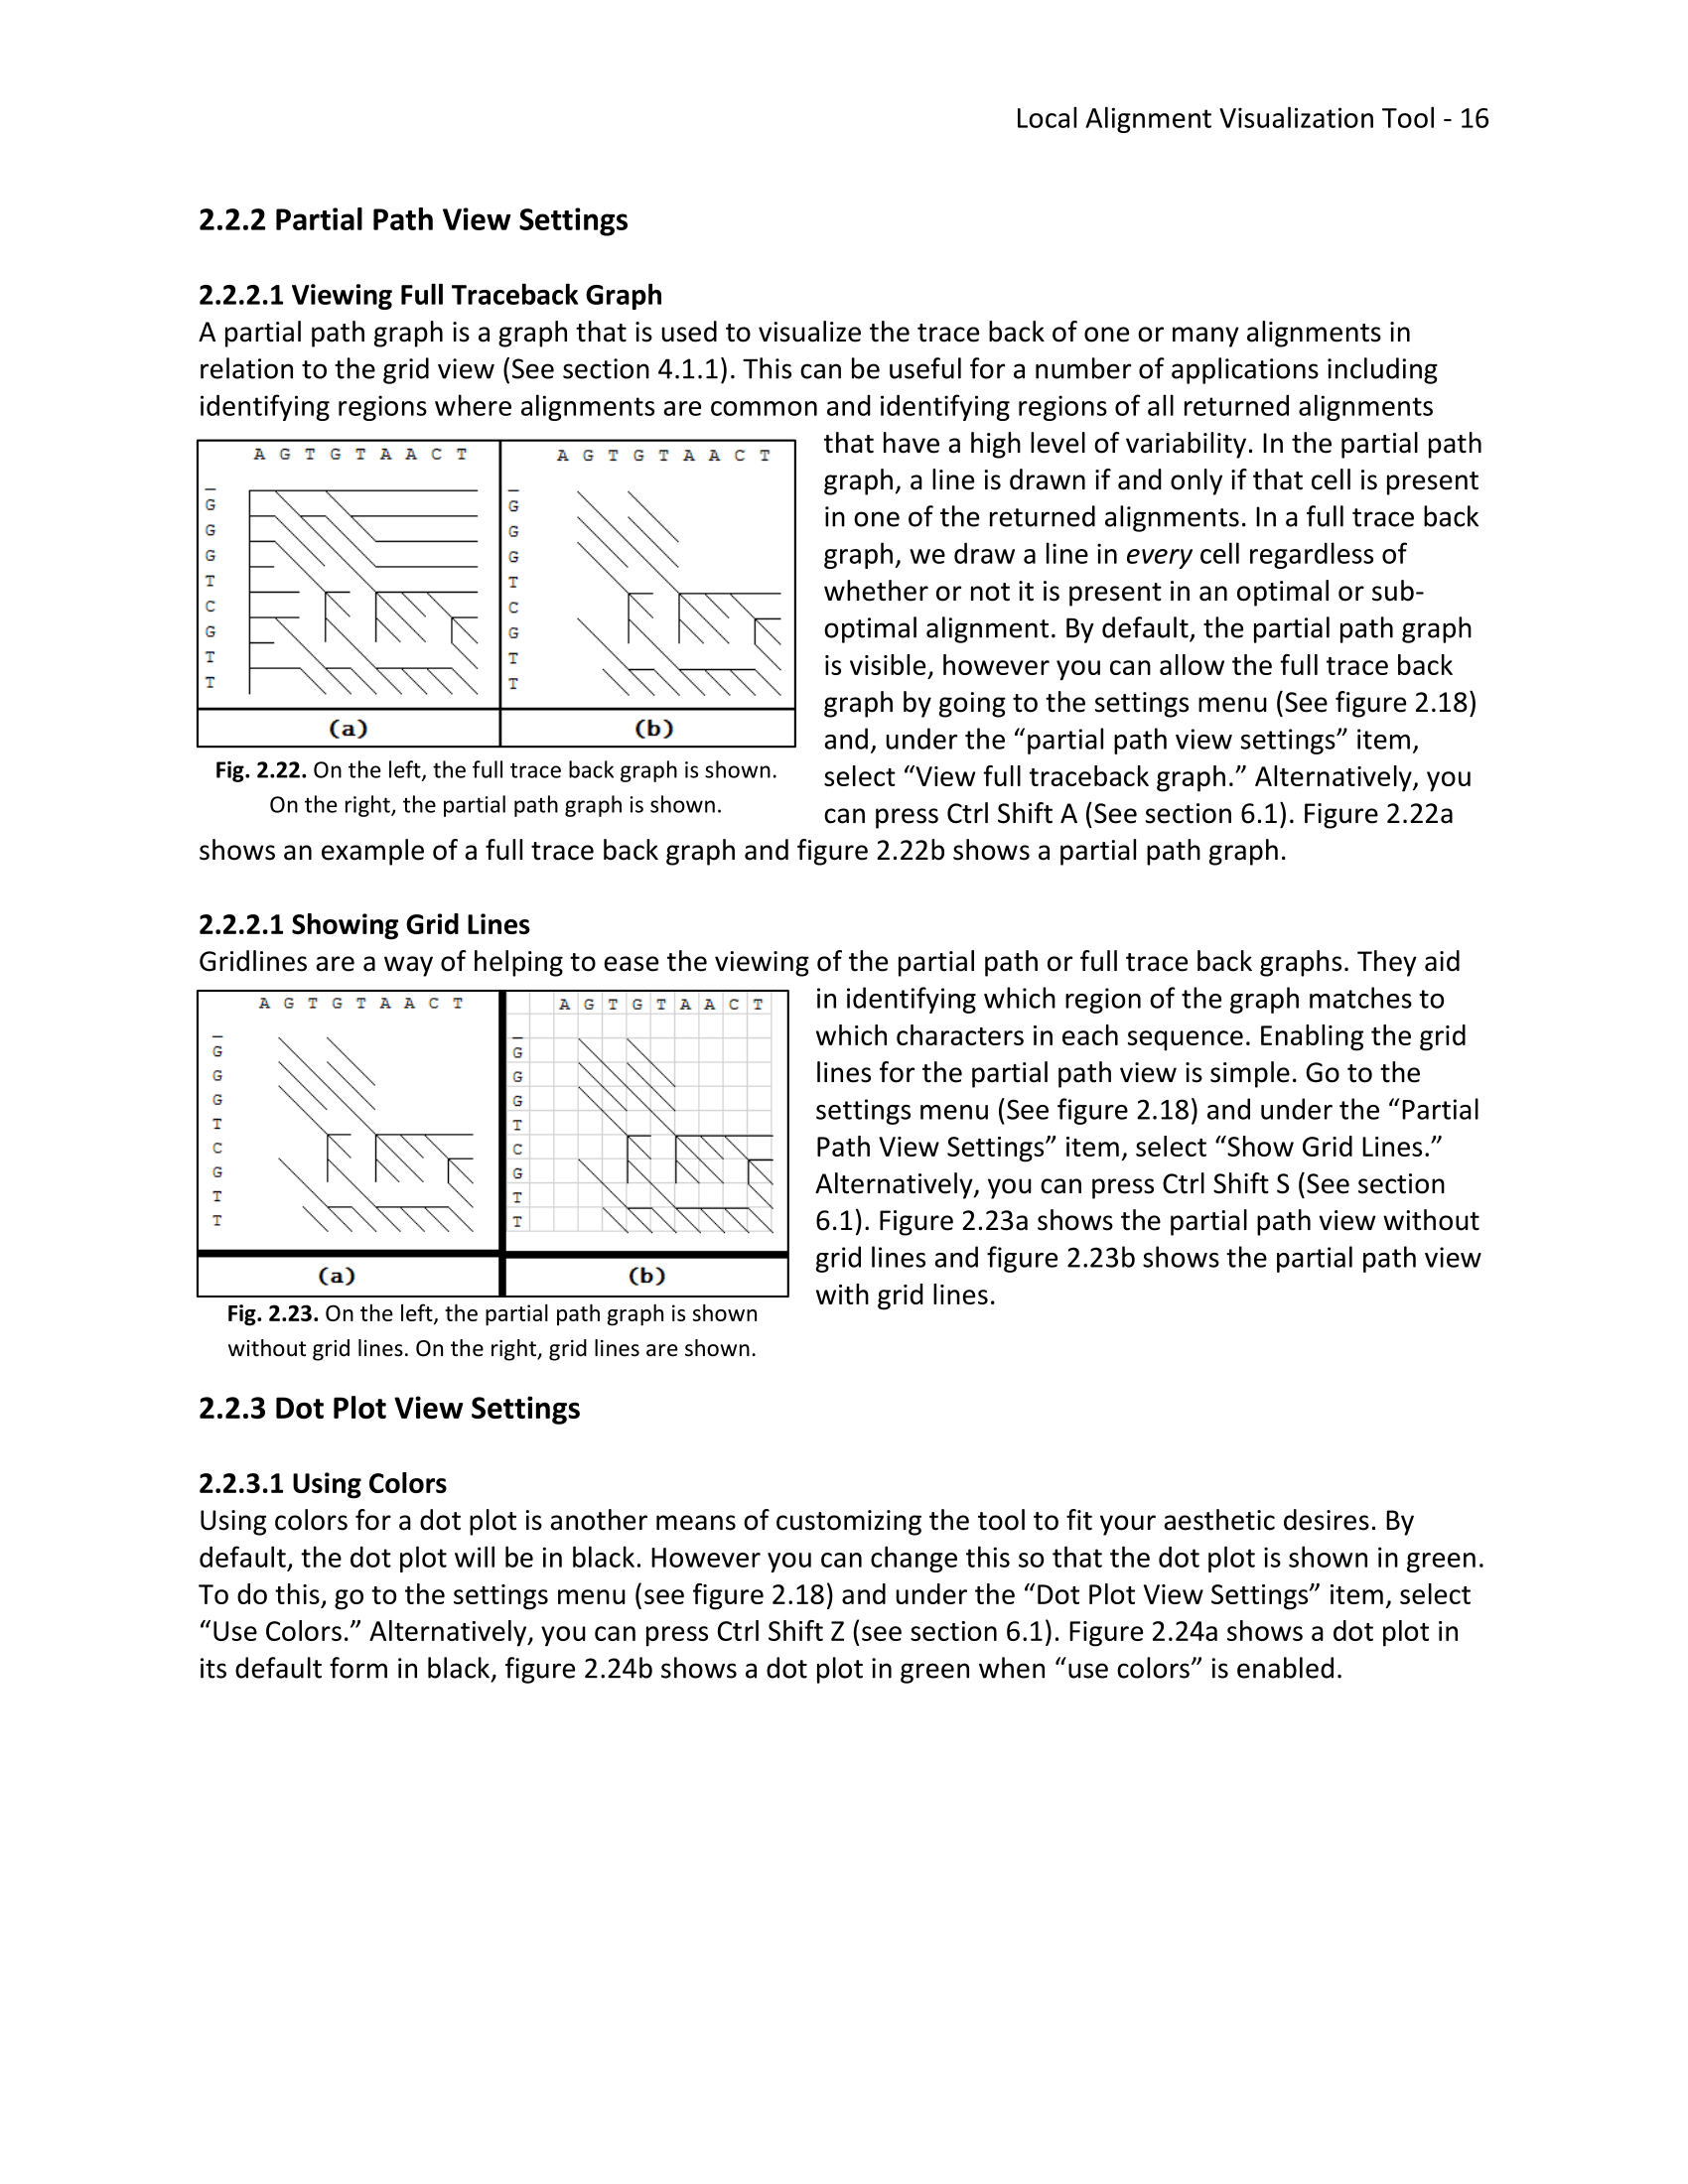 Local Alignment Visualization Tool - 16
2.2.2 Partial Path View Settings
2.2.2.1 Viewing Full Traceback Graph
A partial path graph is a graph that is used to visualize the trace back of one or many alignments in
relation to the grid view (See section 4.1.1). This can be useful for a number of applications including
identifying regions where alignments are common and identifying regions of all returned alignments
that have a high level of variability. In the partial path
graph, a line is drawn if and only if that cell is present
in one of the returned alignments. In a full trace back
graph, we draw a line in every cell regardless of
whether or not it is present in an optimal or sub-
optimal alignment. By default, the partial path graph
is visible, however you can allow the full trace back
graph by going to the settings menu (See figure 2.18)
and, under the “partial path view settings” item,
select “View full traceback graph.” Alternatively, you
can press Ctrl Shift A (See section 6.1). Figure 2.22a
shows an example of a full trace back graph and figure 2.22b shows a partial path graph.
A G T G T A A C T
_
G
G
G
T
C
G
T
T
(a)
A G T G T A A C T
_
G
G
G
T
C
G
T
T
(b)
Fig. 2.22. On the left, the full trace back graph is shown.
On the right, the partial path graph is shown.
2.2.2.1 Showing Grid Lines
Gridlines are a way of helping to ease the viewing of the partial path or full trace back graphs. They aid
in identifying which region of the graph matches to
which characters in each sequence. Enabling the grid
lines for the partial path view is simple. Go to the
settings menu (See figure 2.18) and under the “Partial
Path View Settings” item, select “Show Grid Lines.”
Alternatively, you can press Ctrl Shift S (See section
6.1). Figure 2.23a shows the partial path view without
grid lines and figure 2.23b shows the partial path view
with grid lines.
A G T G T A A C T
_
G
G
G
T
C
G
T
T
(a)
A G T G T A A C T
_
G
G
G
T
C
G
T
T
(b)
Fig. 2.23. On the left, the partial path graph is shown
without grid lines. On the right, grid lines are shown.
2.2.3 Dot Plot View Settings
2.2.3.1 Using Colors
Using colors for a dot plot is another means of customizing the tool to fit your aesthetic desires. By
default, the dot plot will be in black. However you can change this so that the dot plot is shown in green.
To do this, go to the settings menu (see figure 2.18) and under the “Dot Plot View Settings” item, select
“Use Colors.” Alternatively, you can press Ctrl Shift Z (see section 6.1). Figure 2.24a shows a dot plot in
its default form in black, figure 2.24b shows a dot plot in green when “use colors” is enabled.